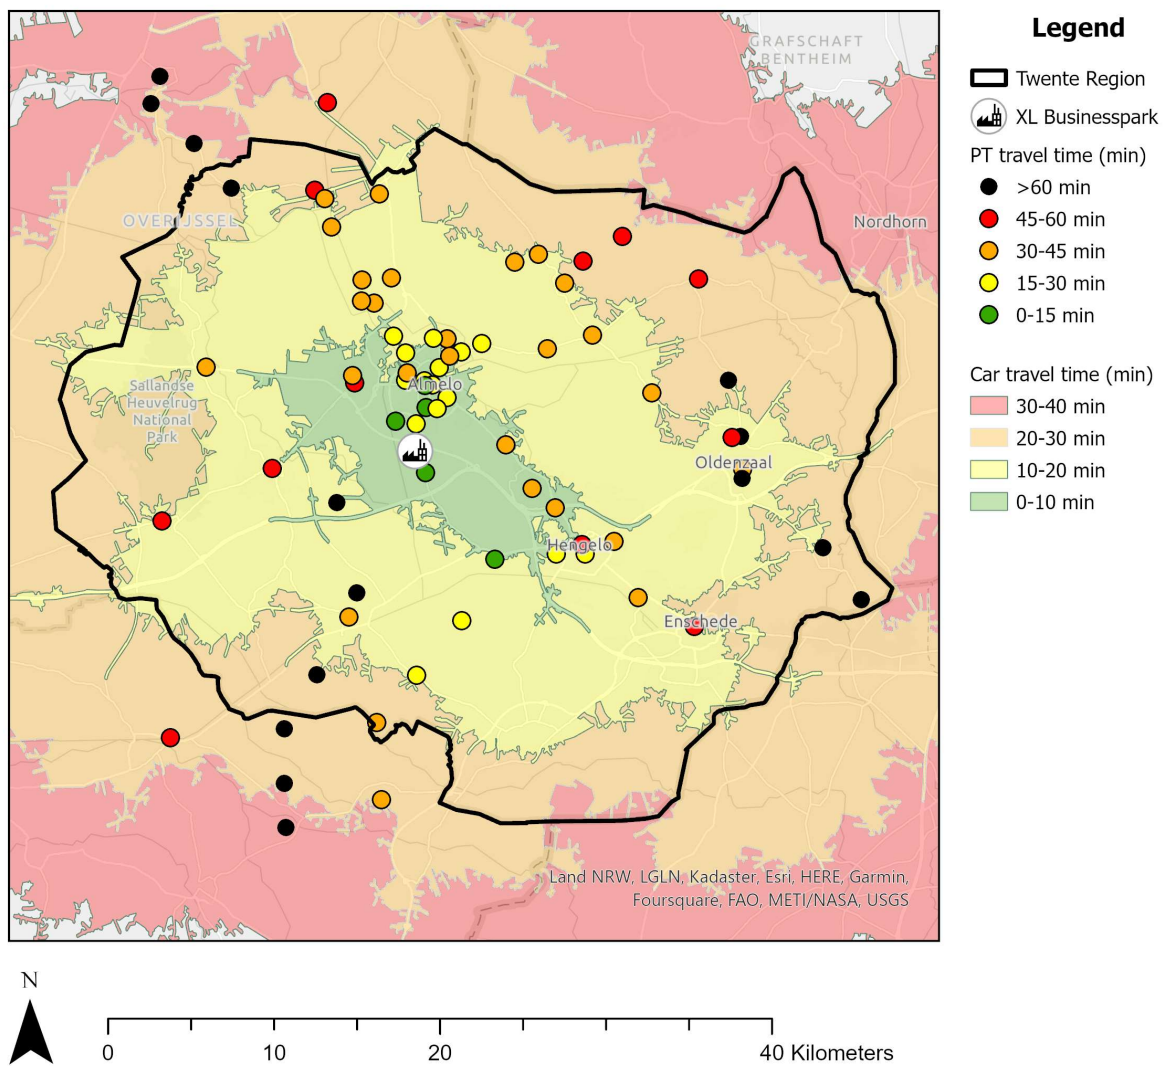 GRAFSCHAFT
BENTHEIM
Nordhorn
OVERIJSSEL
Sallandse
Heuvelrug
National
Park
Almelo
Oldenzaal
Hengelo
Enschede
Land NRW, LGLN, Kadaster, Esri, HERE, Garmin,
Foursquare, FAO, METI/NASA, USGS
Legend
Twente Region
XL Businesspark
PT travel time (min)
>60 min
45-60 min
30-45 min
15-30 min
0-15 min
Car travel time (min)
30-40 min
20-30 min
10-20 min
0-10 min
N
0 10 20 40 Kilometers